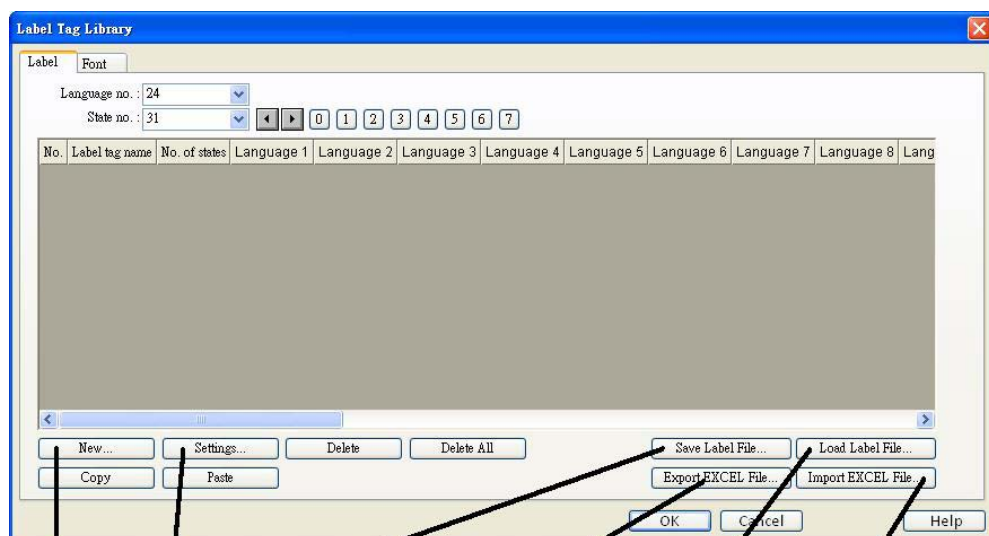 Label Tag Library
Label Font
Language no. : 24
State no. : 31 0 1 2 3 4 5 6 7
No. Label tag name No. of states Language 1 Language 2 Language 3 Language 4 Language 5 Language 6 Language 7 Language 8 Lang
New... Settings... Delete Delete All Save Label File... Load Label File...
Copy Paste Export EXCEL File... Import EXCEL File...
OK Cancel Help